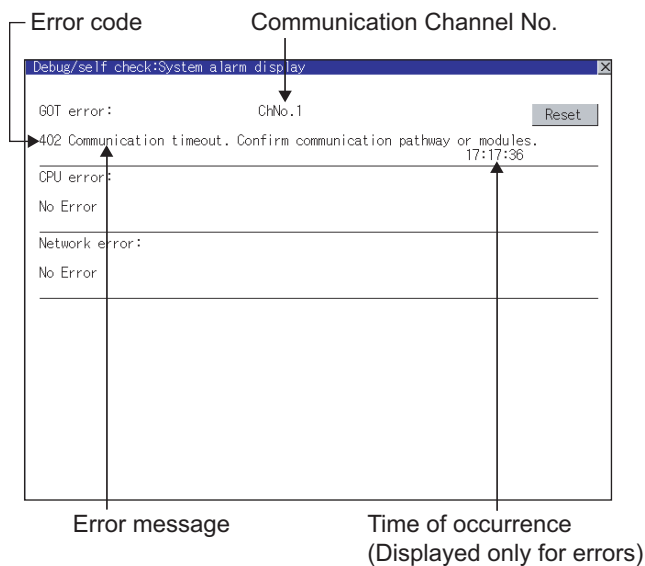 Error code
Communication Channel No.
Debug/self check:System alarm display
GOT error:
ChNo.1
Reset
402 Communication timeout. Confirm communication pathway or modules.
17:17:36
CPU error:
No Error
Network error:
No Error
Error message
Time of occurrence
(Displayed only for errors)